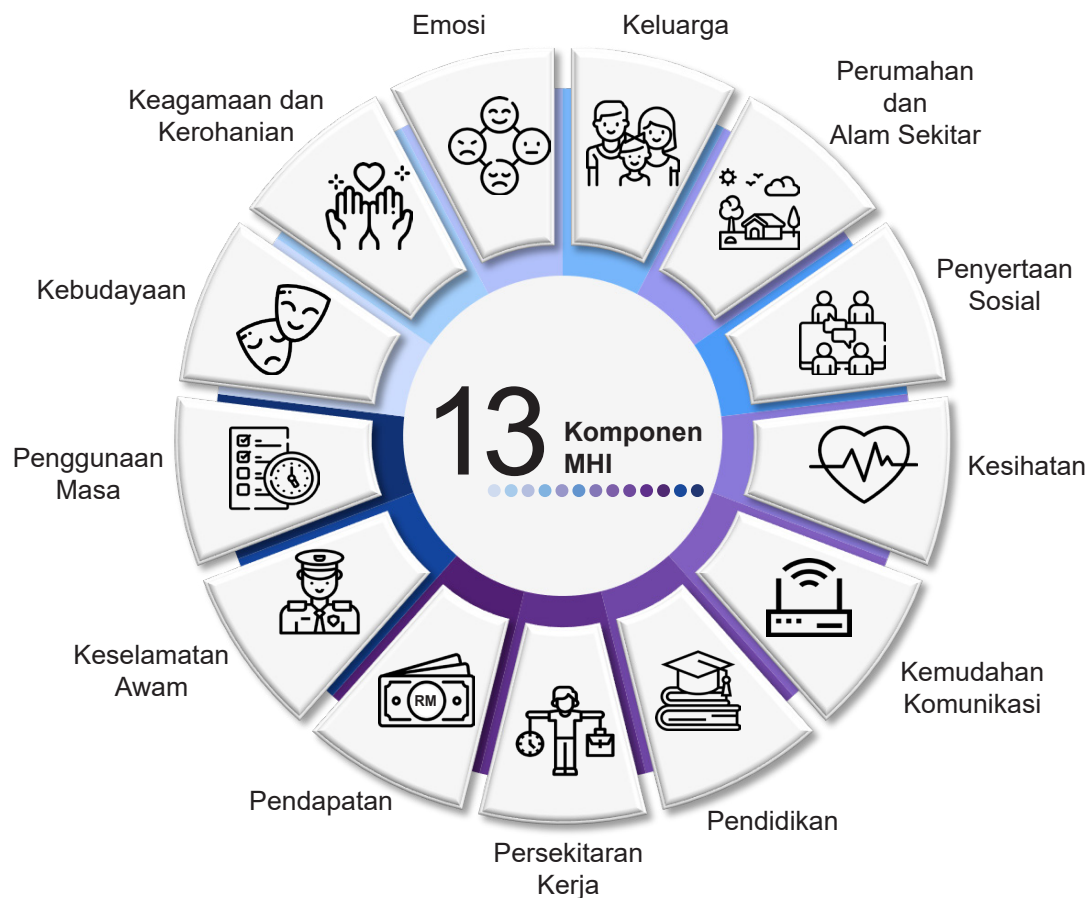 Emosi
Keluarga
Perumahan
dan
Alam Sekitar
Penyertaan
Sosial
Kesihatan
Kemudahan
Komunikasi
Pendidikan
Persekitaran
Kerja
Pendapatan
RM
Keselamatan
Awam
Penggunaan
Masa
Kebudayaan
Keagamaan dan
Kerohanian
13 Komponen
MHI